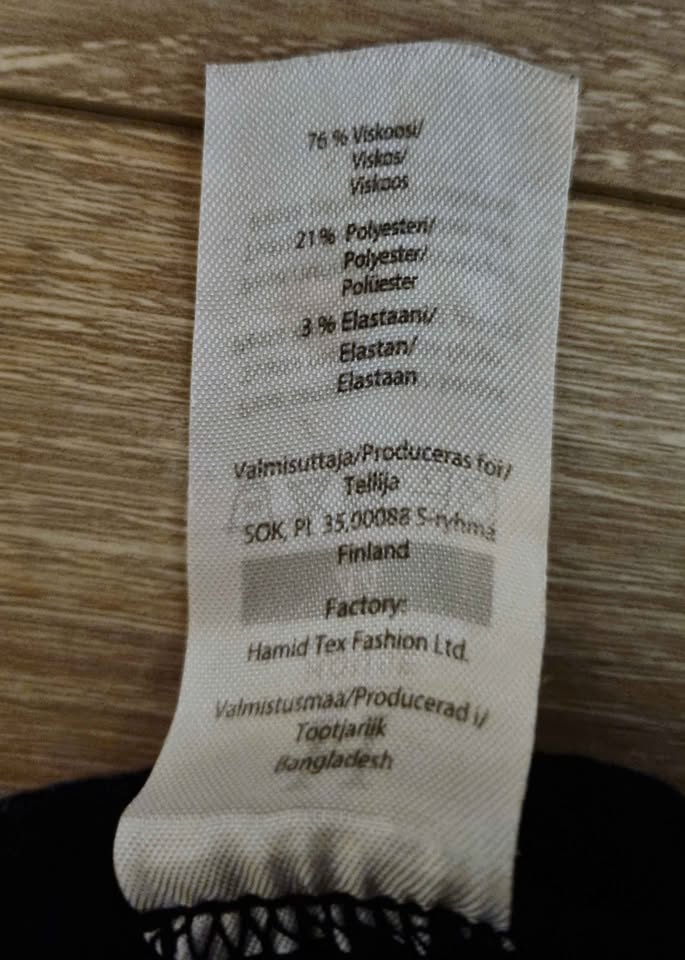 76 % Viskoosi/
Viskos/
Viskoos
21 % Polyesteri/
Polyester/
Polüester
3 % Elastaani/
Elastan/
Elastaan
Valmisuttaja/Produceras för/
Tellija
SOK, PL 35,00088 S-ryhmä
Finland
Factory:
Hamid Tex Fashion Ltd.
Valmistusmaa/Producerad i/
Tootjariik
Bangladesh